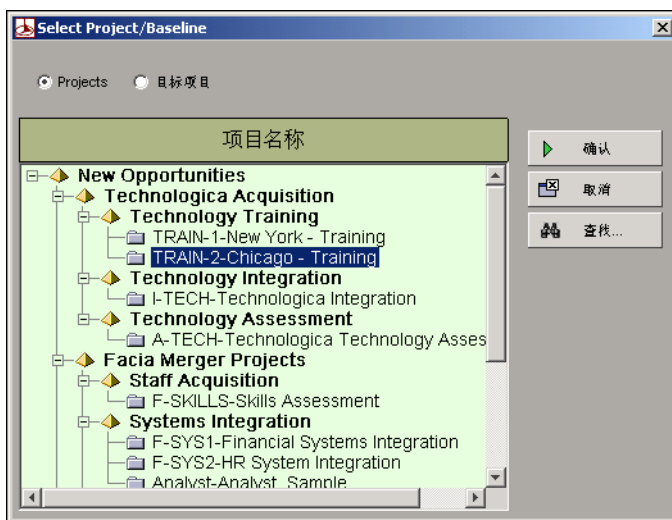 Select Project/Baseline
Projects 目标项目
项目名称
确认
取消
查找...
New Opportunities
Technologica Acquisition
Technology Training
TRAIN-1-New York - Training
TRAIN-2-Chicago - Training
Technology Integration
I-TECH-Technologica Integration
Technology Assessment
A-TECH-Technologica Technology Asses
Facia Merger Projects
Staff Acquisition
F-SKILLS-Skills Assessment
Systems Integration
F-SYS1-Financial Systems Integration
F-SYS2-HR System Integration
Analyst-Analyst_Sample